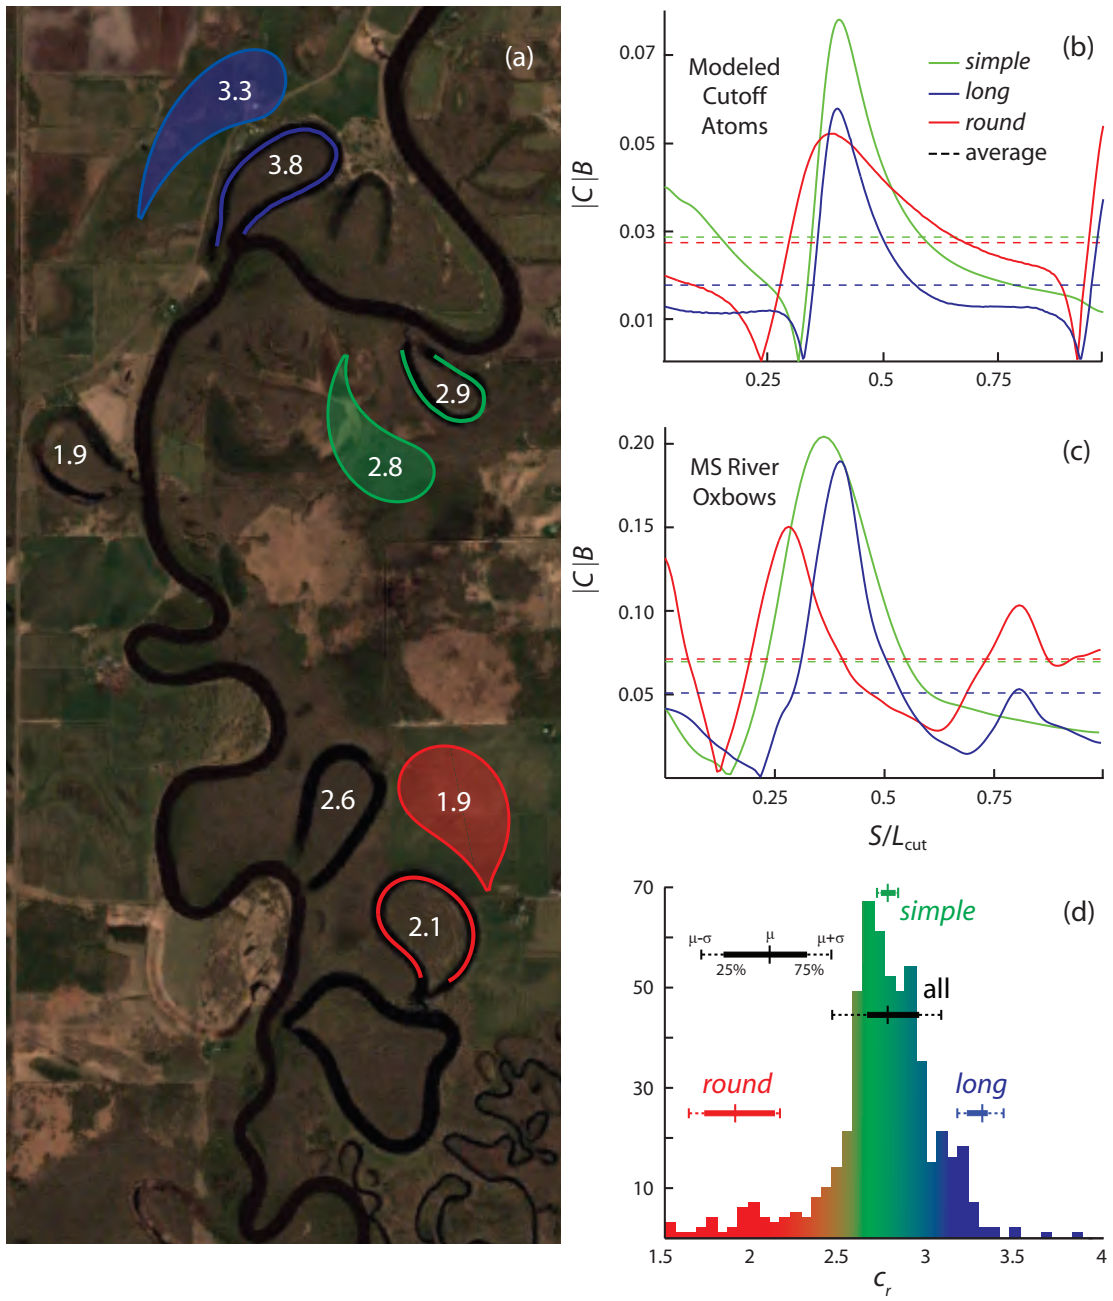 (a)
3.3
3.8
2.9
1.9
2.8
2.6
1.9
2.1
(b)
Modeled
Cutoff
Atoms
simple
long
round
average
|C|B
0.07
0.05
0.03
0.01
0.25
0.5
0.75
(c)
MS River
Oxbows
|C|B
0.20
0.15
0.10
0.05
0.25
0.5
0.75
S/Lcut
(d)
70
50
30
10
simple
μ-σ
μ
μ+σ
25%
75%
all
round
long
1.5
2
2.5
3
3.5
4
cr